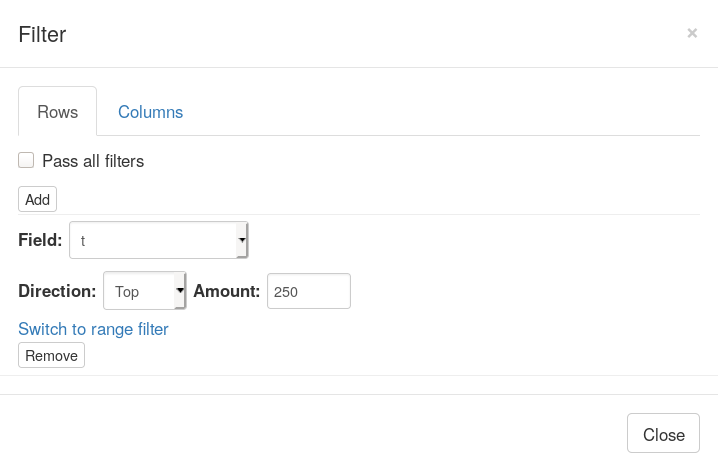 Filter ×
Rows Columns
Pass all filters
Add
Field: t
Direction: Top Amount: 250
Switch to range filter
Remove
Close